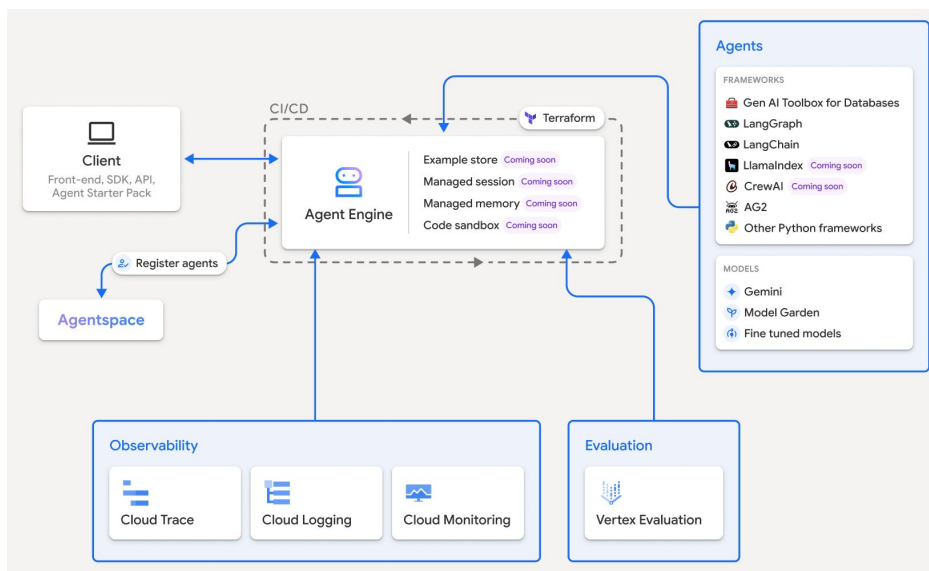 Agents
FRAMEWORKS
Gen AI Toolbox for Databases
LangGraph
LangChain
LlamaIndex Coming soon
CrewAI Coming soon
AG2
AG2
Other Python frameworks
MODELS
Gemini
Model Garden
Fine tuned models
CI/CD
Terraform
Client
Front-end, SDK, API,
Agent Starter Pack
Agent Engine
Example store Coming soon
Managed session Coming soon
Managed memory Coming soon
Code sandbox Coming soon
Register agents
Agentspace
Observability
Cloud Trace
Cloud Logging
Cloud Monitoring
Evaluation
Vertex Evaluation